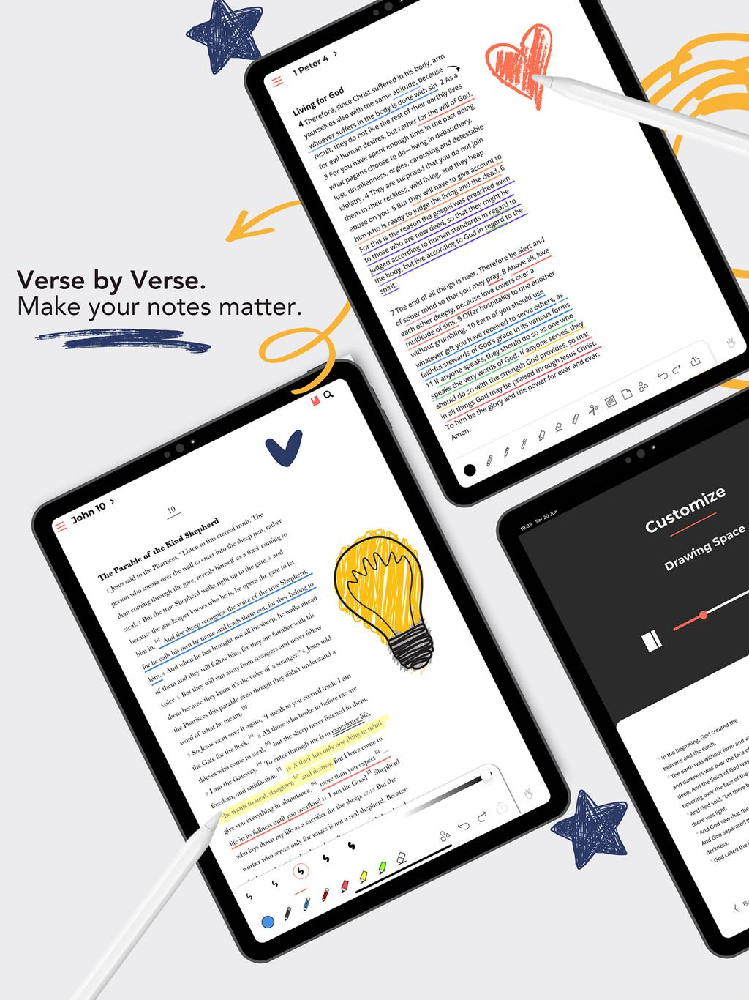 1 Peter 4 >
Living for God
4 Therefore, since Christ suffered in his body, arm
yourselves also with the same attitude, because
whoever suffers in the body is done with sin. 2 As a
result, they do not live the rest of their earthly lives
for evil human desires, but rather for the will of God.
3 For you have spent enough time in the past doing
what pagans choose to do—living in debauchery,
lust, drunkenness, orgies, carousing and detestable
idolatry. 4 They are surprised that you do not join
them in their reckless, wild living, and they heap
abuse on you. 5 But they will have to give account to
him who is ready to judge the living and the dead. 6
For this is the reason the gospel was preached even
to those who are now dead, so that they might be
judged according to human standards in regard to
the body, but live according to God in regard to the
spirit.
7 The end of all things is near. Therefore be alert and
of sober mind so that you may pray. 8 Above all, love
each other deeply, because love covers over a
multitude of sins. 9 Offer hospitality to one another
without grumbling. 10 Each of you should use
whatever gift you have received to serve others, as
faithful stewards of God's grace in its various forms.
11 If anyone speaks, they should do so as one who
speaks the very words of God. If anyone serves, they
should do so with the strength God provides, so that
in all things God may be praised through Jesus Christ.
To him be the glory and the power for ever and ever.
Amen.
Verse by Verse.
Make your notes matter.
John 10 >
10
The Parable of the Kind Shepherd
1 Jesus said to the Pharisees, "Listen to this eternal truth: The
person who sneaks over the wall to enter into the sheep pen, rather
than coming through the gate, reveals himself as a thief coming to
steal. 2 But the true Shepherd walks right up to the gate, 3 and
because the gatekeeper knows who he is, he opens the gate to let
him in. [a] And the sheep recognize the voice of the true Shepherd,
for he calls his own by name and leads them out, for they belong to
him. 4 And when he has brought out all his sheep, he walks ahead
of them and they will follow him, for they are familiar with his
voice. 5 But they will run away from strangers and never follow
them because they know it's the voice of a stranger." 6 Jesus told
the Pharisees this parable even though they didn't understand a
word of what he meant. [b]
7 So Jesus went over it again, "I speak to you eternal truth: I am
the Gate for the flock. [c] 8 All those who broke in before me are
thieves who came to steal, [d] but the sheep never listened to them.
9 I am the Gateway. [e] To enter through me is to experience life,
freedom, and satisfaction. [f] 10 A thief has only one thing in mind
—he wants to steal, slaughter, [g] and destroy. But I have come to
give you everything in abundance, [h] more than you expect [i] —
life in its fullness until you overflow! 11 I am the Good [j] Shepherd
who lays down my life as a sacrifice for the sheep. 12-13 But the
worker who serves only for wages is not a real shepherd. Because
19:38 Sat 20 Jun
Customize
Drawing Space
1 In the beginning, God created the
heavens and the earth.
2 The earth was without form and
and darkness was over the face of
deep. And the Spirit of God was
hovering over the face of the
3 And God said, "Let there b
there was light.
4 And God saw that the
And God separated
darkness.
5 God called the l
< Ba